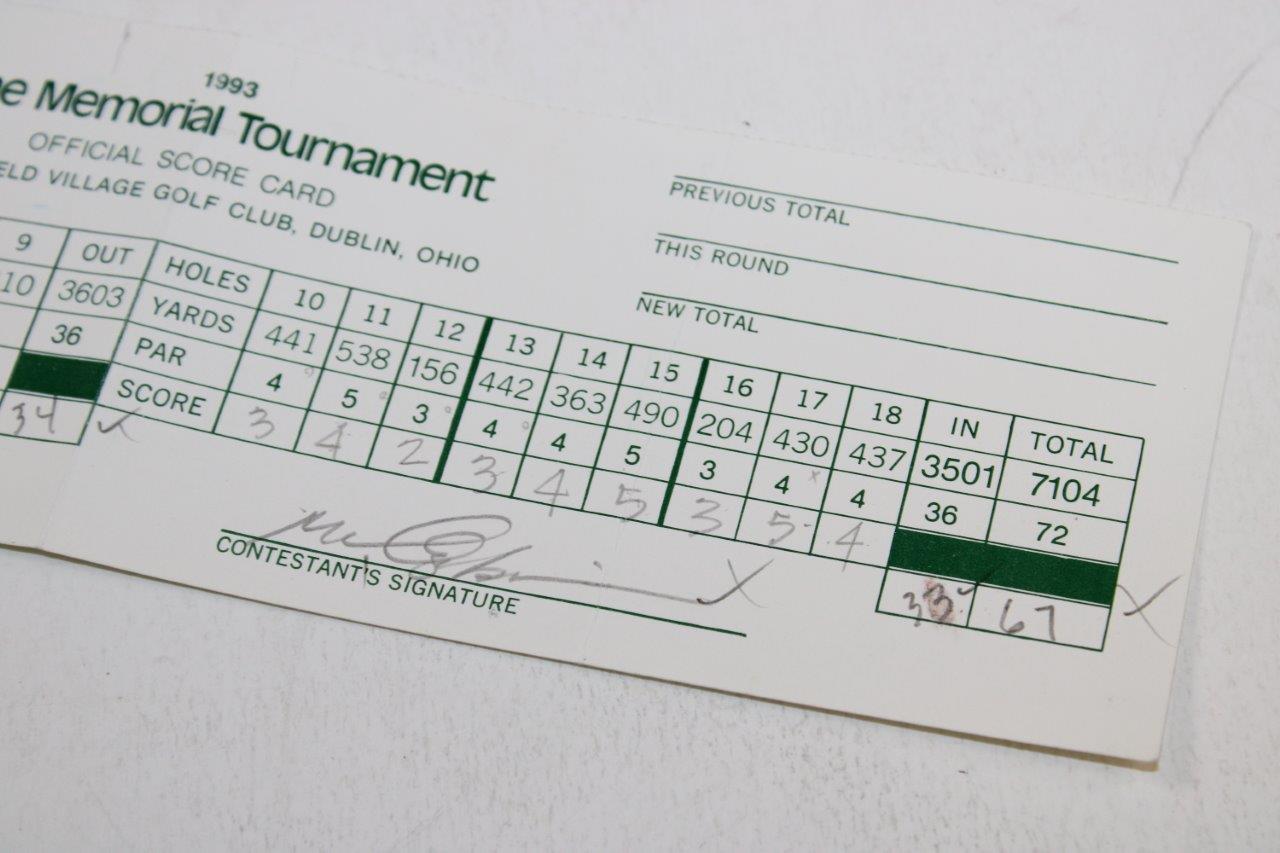 1993
e Memorial Tournament
OFFICIAL SCORE CARD
ELD VILLAGE GOLF CLUB, DUBLIN, OHIO
PREVIOUS TOTAL
THIS ROUND
NEW TOTAL
9 OUT HOLES 10 11 12 13 14 15 16 17 18 IN TOTAL
10 3603 YARDS 441 538 156 442 363 490 204 430 437 3501 7104
36 PAR 4 5 3 4 4 5 3 4 4 36 72
34 SCORE 3 4 2 3 4 5 3 5 4 33 67
CONTESTANT'S SIGNATURE